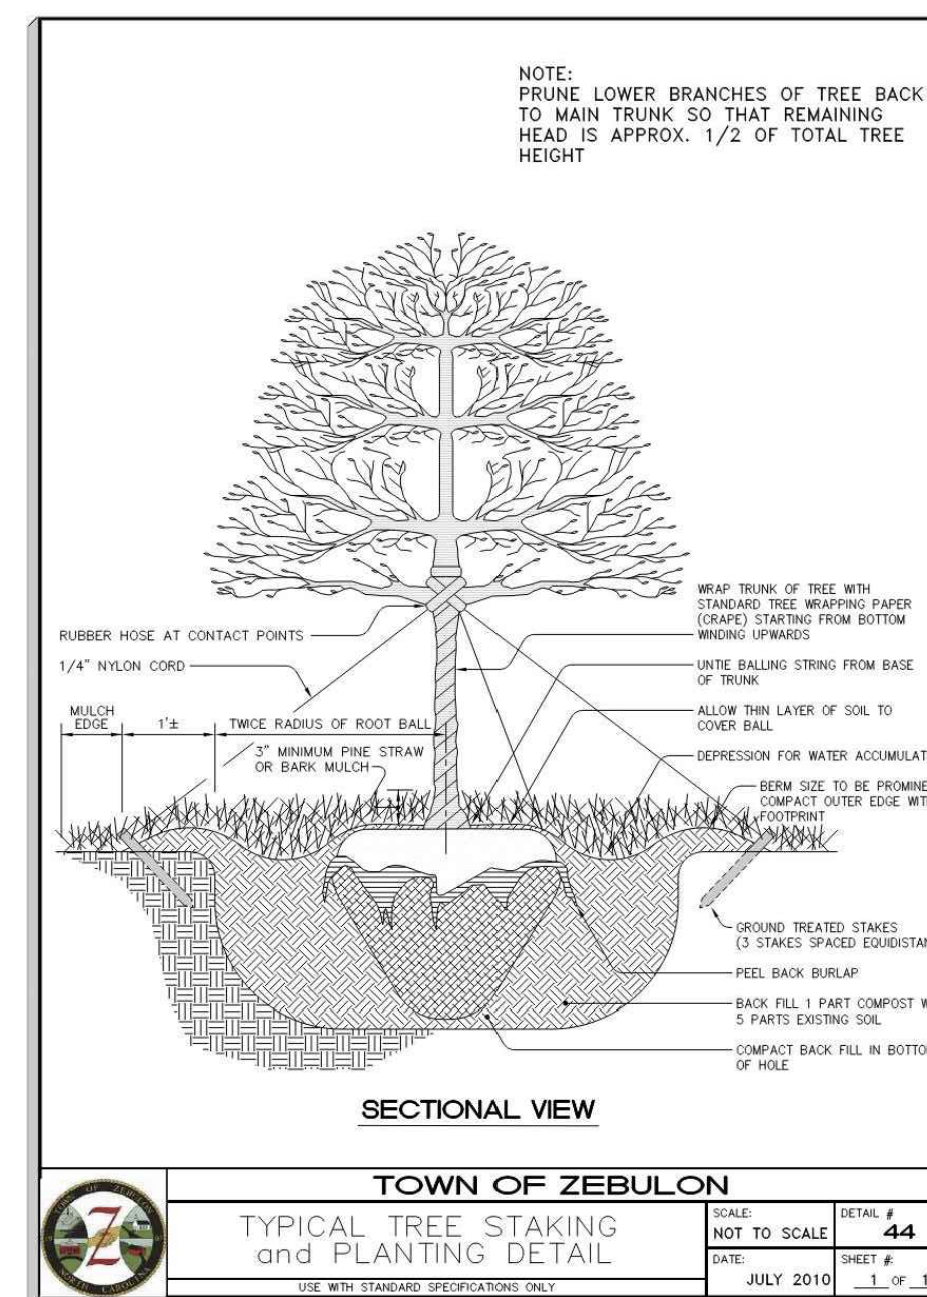 NOTE:
PRUNE LOWER BRANCHES OF TREE BACK
TO MAIN TRUNK SO THAT REMAINING
HEAD IS APPROX. 1/2 OF TOTAL TREE
HEIGHT
WRAP TRUNK OF TREE WITH
STANDARD TREE WRAPPING PAPER
(CRAPE) STARTING FROM BOTTOM
WINDING UPWARDS
RUBBER HOSE AT CONTACT POINTS
1/4" NYLON CORD
UNTIE BALLING STRING FROM BASE
OF TRUNK
MULCH
EDGE
1'±
TWICE RADIUS OF ROOT BALL
ALLOW THIN LAYER OF SOIL TO
COVER BALL
3" MINIMUM PINE STRAW
OR BARK MULCH
DEPRESSION FOR WATER ACCUMULAT
BERM SIZE TO BE PROMINE
COMPACT OUTER EDGE WIT
FOOTPRINT
GROUND TREATED STAKES
(3 STAKES SPACED EQUIDISTAN
PEEL BACK BURLAP
BACK FILL 1 PART COMPOST W
5 PARTS EXISTING SOIL
COMPACT BACK FILL IN BOTTO
OF HOLE
SECTIONAL VIEW
TOWN OF ZEBULON
NORTH CAROLINA
Z
TOWN OF ZEBULON
TYPICAL TREE STAKING
and PLANTING DETAIL
USE WITH STANDARD SPECIFICATIONS ONLY
SCALE:
NOT TO SCALE
DETAIL #
44
DATE:
JULY 2010
SHEET #:
1 OF 1